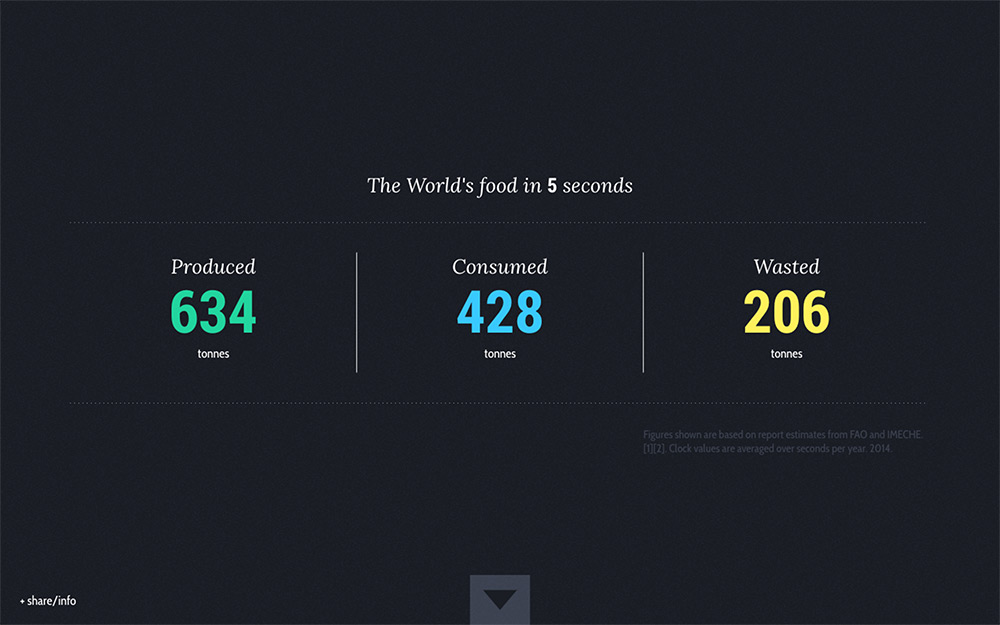 The World's food in 5 seconds
Produced
634
tonnes
Consumed
428
tonnes
Wasted
206
tonnes
Figures shown are based on report estimates from FAO and IMECHE.
[1][2]. Clock values are averaged over seconds per year. 2014.
+ share/info